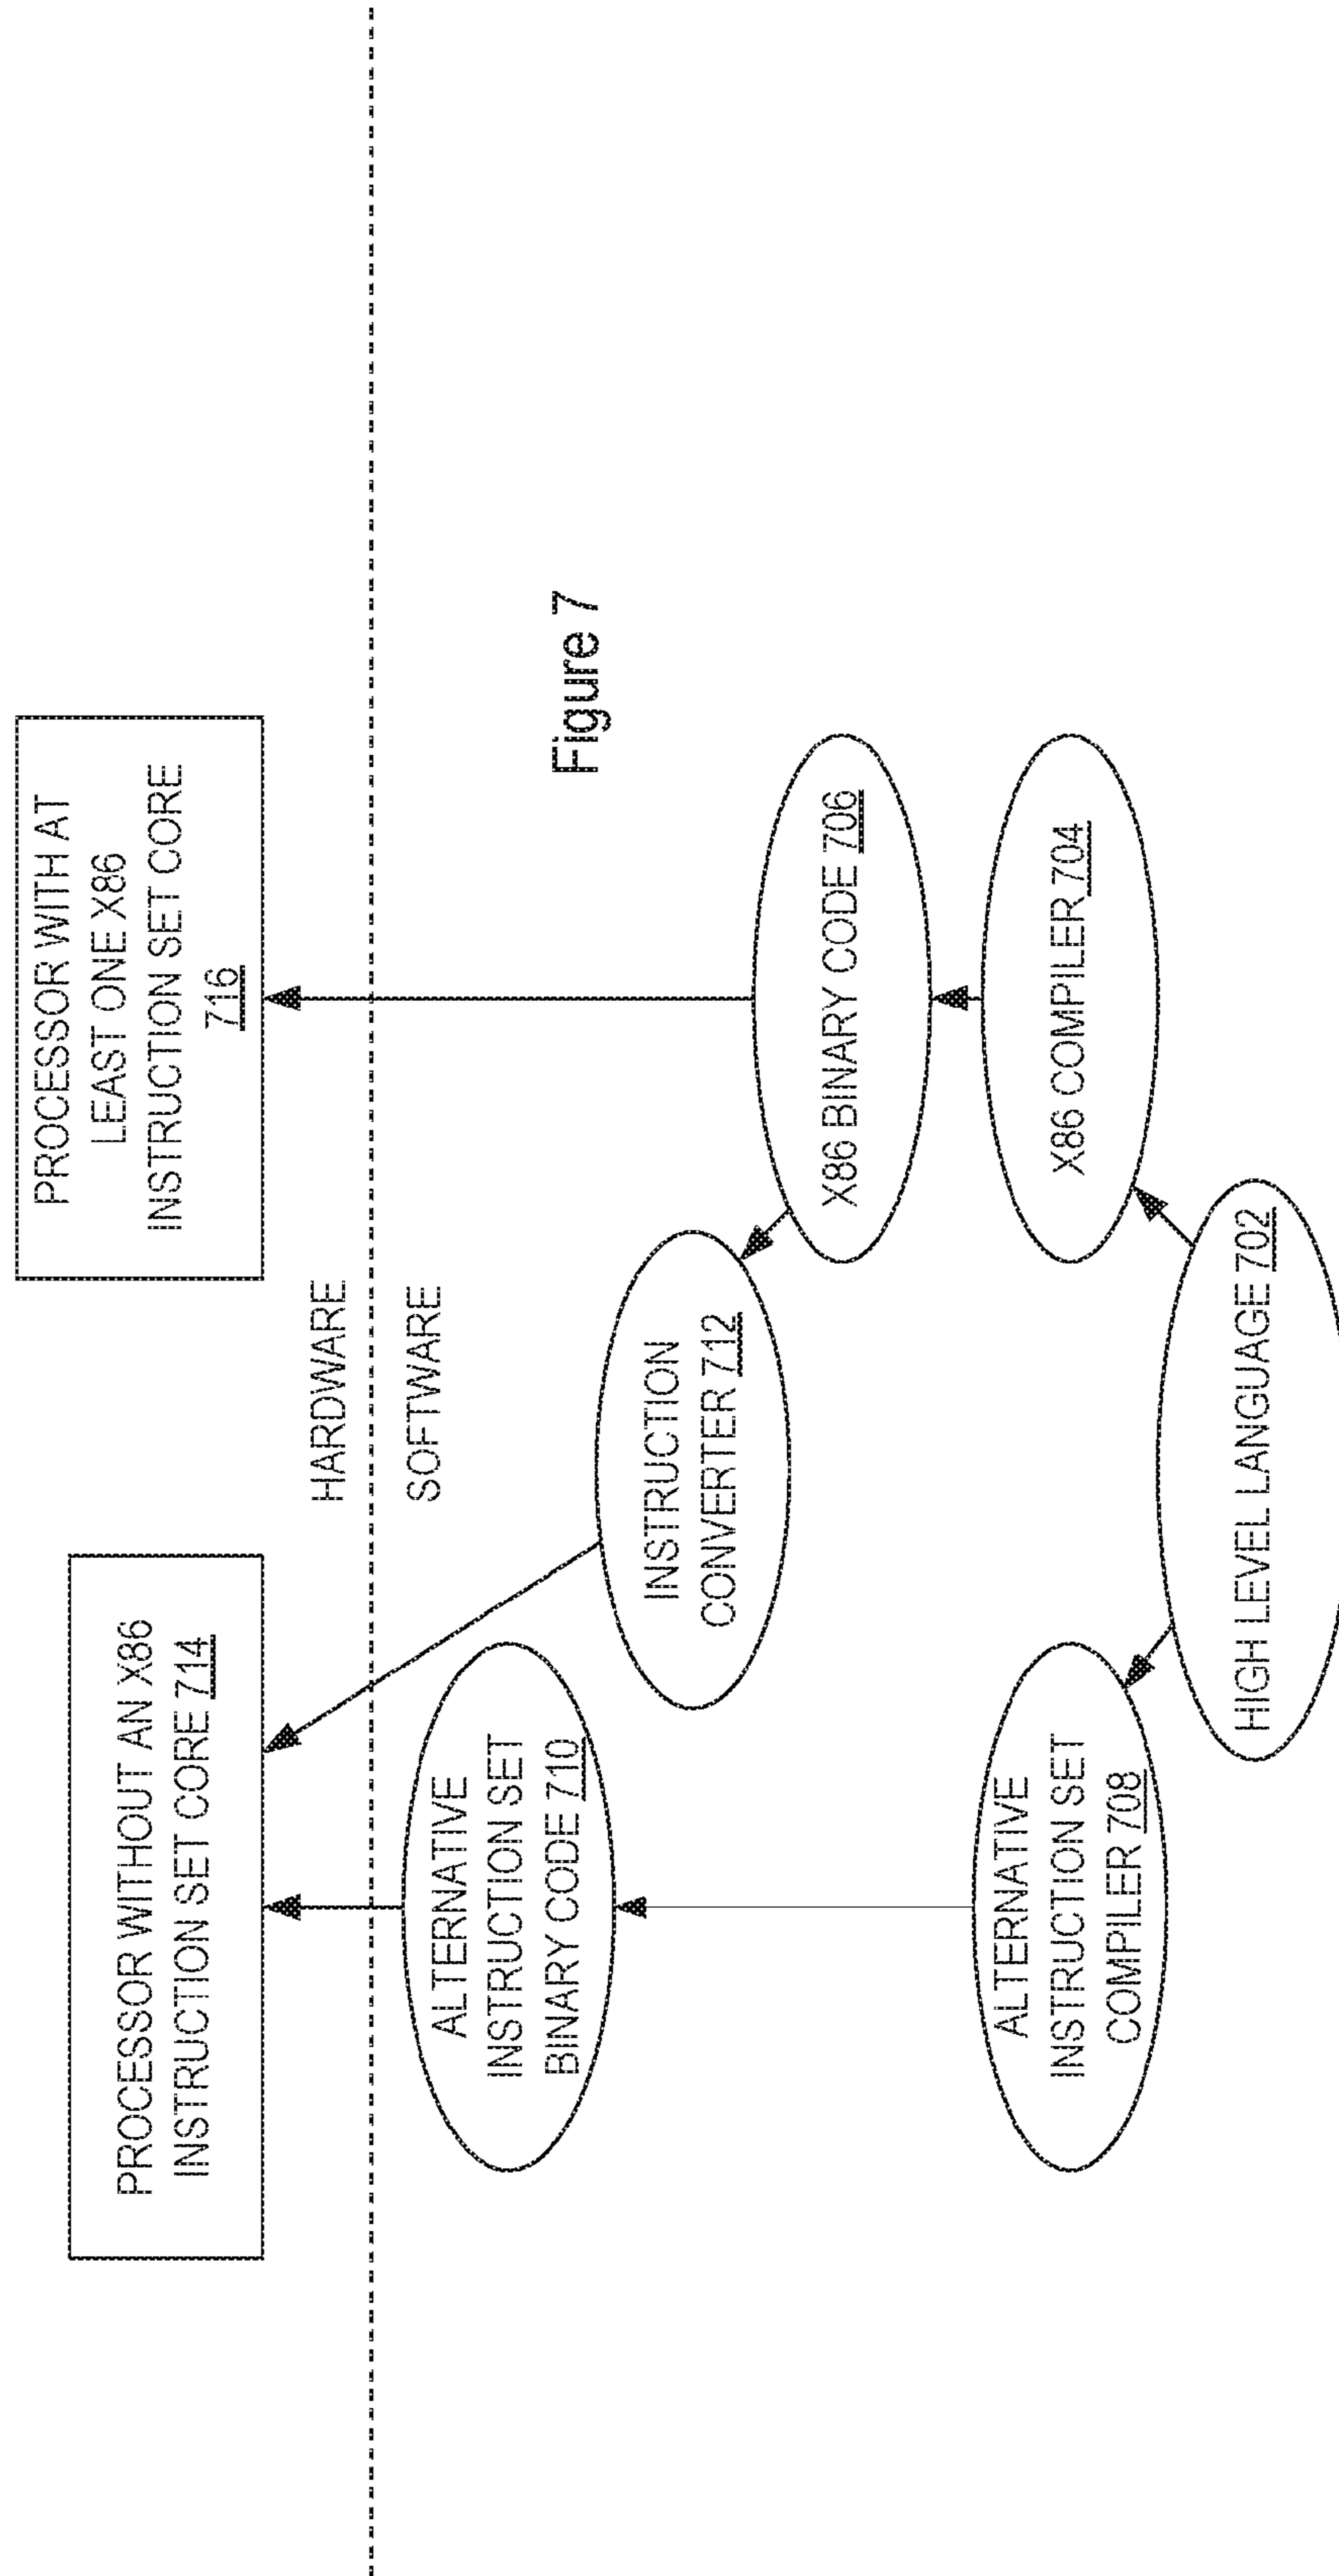 PROCESSOR WITHOUT AN X86
INSTRUCTION SET CORE 714
PROCESSOR WITH AT
LEAST ONE X86
INSTRUCTION SET CORE
716
HARDWARE
SOFTWARE
ALTERNATIVE
INSTRUCTION SET
BINARY CODE 710
Figure 7
INSTRUCTION
CONVERTER 712
X86 BINARY CODE 706
ALTERNATIVE
INSTRUCTION SET
COMPILER 708
X86 COMPILER 704
HIGH LEVEL LANGUAGE 702